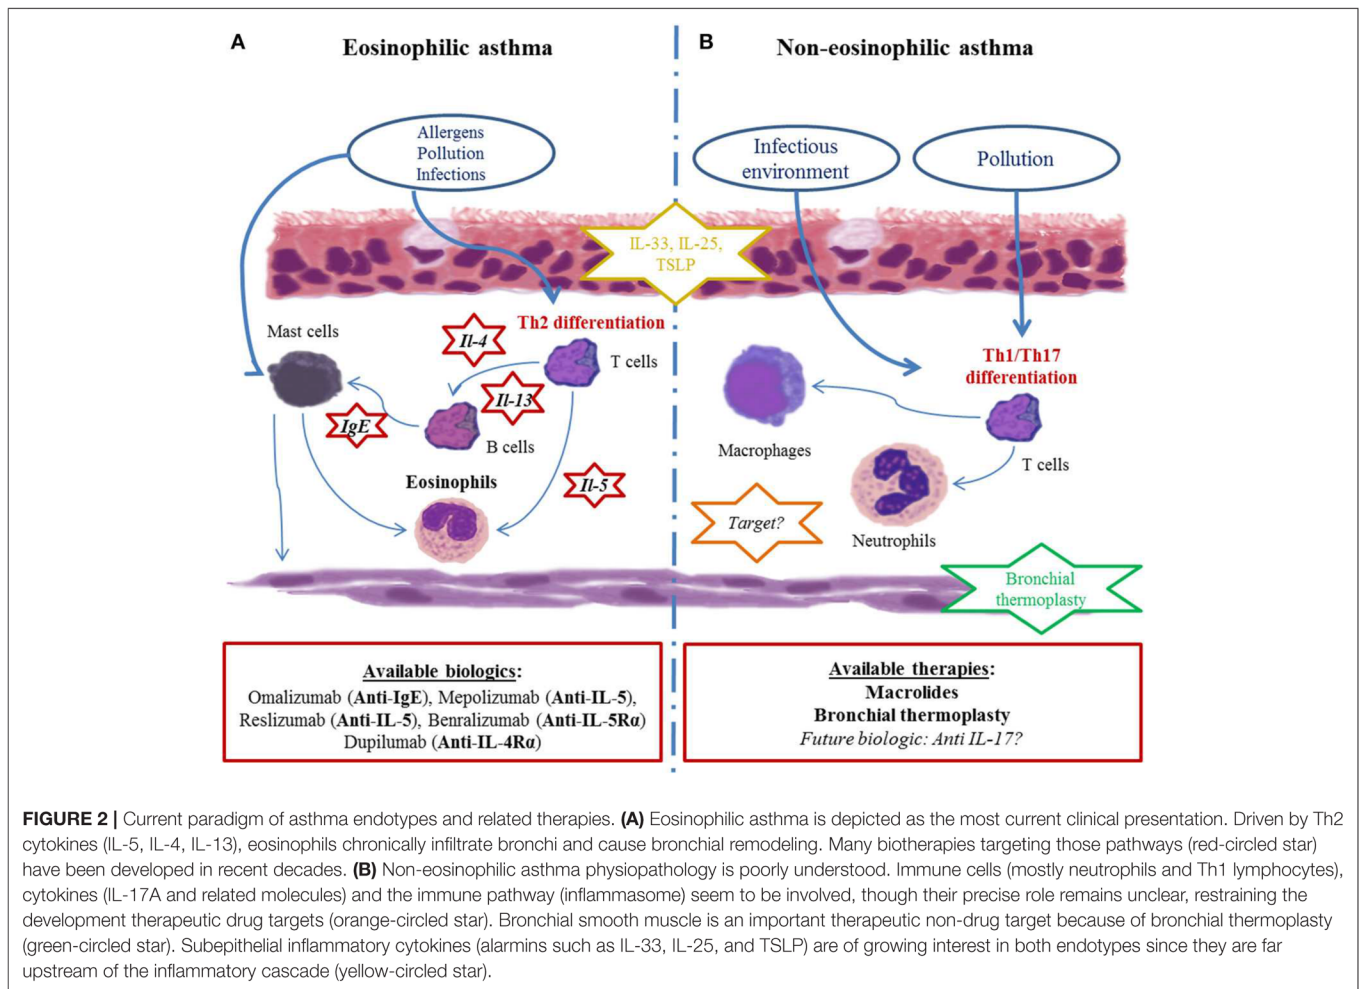 A
Eosinophilic asthma
Allergens
Pollution
Infections
B
Non-eosinophilic asthma
Infectious
environment
Pollution
IL-33, IL-25,
TSLP
Mast cells
Il-4
Th2 differentiation
T cells
Il-13
IgE
B cells
Eosinophils
Il-5
Th1/Th17
differentiation
Macrophages
T cells
Target?
Neutrophils
Bronchial
thermoplasty
Available biologics:
Omalizumab (Anti-IgE), Mepolizumab (Anti-IL-5),
Reslizumab (Anti-IL-5), Benralizumab (Anti-IL-5Rα)
Dupilumab (Anti-IL-4Rα)
Available therapies:
Macrolides
Bronchial thermoplasty
Future biologic: Anti IL-17?
FIGURE 2 | Current paradigm of asthma endotypes and related therapies. (A) Eosinophilic asthma is depicted as the most current clinical presentation. Driven by Th2
cytokines (IL-5, IL-4, IL-13), eosinophils chronically infiltrate bronchi and cause bronchial remodeling. Many biotherapies targeting those pathways (red-circled star)
have been developed in recent decades. (B) Non-eosinophilic asthma physiopathology is poorly understood. Immune cells (mostly neutrophils and Th1 lymphocytes),
cytokines (IL-17A and related molecules) and the immune pathway (inflammasome) seem to be involved, though their precise role remains unclear, restraining the
development therapeutic drug targets (orange-circled star). Bronchial smooth muscle is an important therapeutic non-drug target because of bronchial thermoplasty
(green-circled star). Subepithelial inflammatory cytokines (alarmins such as IL-33, IL-25, and TSLP) are of growing interest in both endotypes since they are far
upstream of the inflammatory cascade (yellow-circled star).